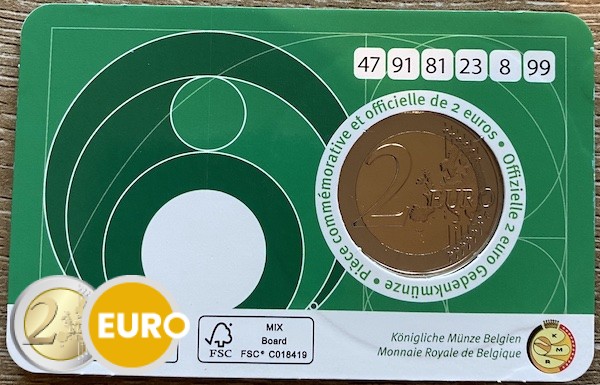 47 91 81 23 8 99
Pièce commémorative et officielle de 2 euros • Offizielle 2 euro Gedenkmünze •
2 EURO
2
EURO
FSC
MIX
Board
FSC® C018419
Königliche Münze Belgien
Monnaie Royale de Belgique
K M
R B